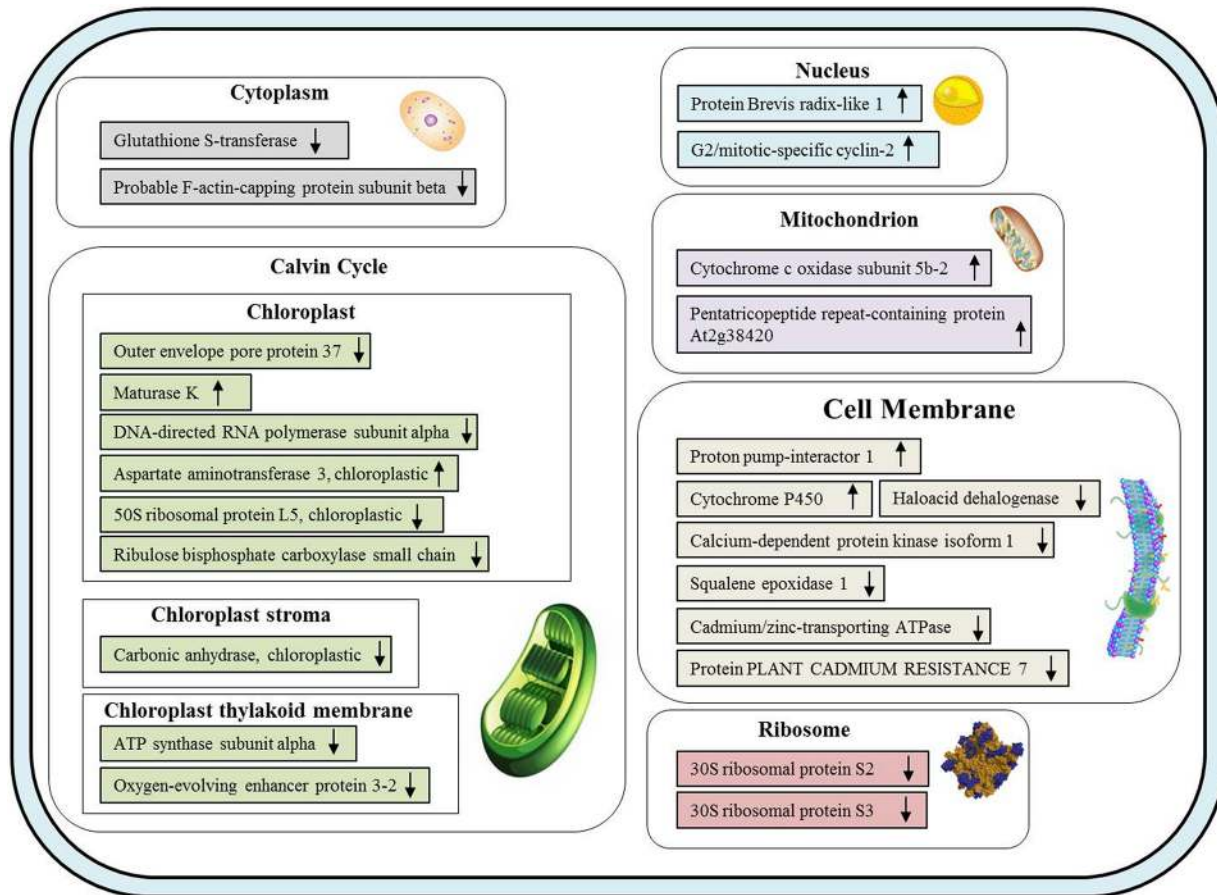 Cytoplasm
Glutathione S-transferase ↓
Probable F-actin-capping protein subunit beta ↓
Calvin Cycle
Chloroplast
Outer envelope pore protein 37 ↓
Maturase K ↑
DNA-directed RNA polymerase subunit alpha ↓
Aspartate aminotransferase 3, chloroplastic ↑
50S ribosomal protein L5, chloroplastic ↓
Ribulose bisphosphate carboxylase small chain ↓
Chloroplast stroma
Carbonic anhydrase, chloroplastic ↓
Chloroplast thylakoid membrane
ATP synthase subunit alpha ↓
Oxygen-evolving enhancer protein 3-2 ↓
Nucleus
Protein Brevis radix-like 1 ↑
G2/mitotic-specific cyclin-2 ↑
Mitochondrion
Cytochrome c oxidase subunit 5b-2 ↑
Pentatricopeptide repeat-containing protein
At2g38420 ↑
Cell Membrane
Proton pump-interactor 1 ↑
Cytochrome P450 ↑ Haloacid dehalogenase ↓
Calcium-dependent protein kinase isoform 1 ↓
Squalene epoxidase 1 ↓
Cadmium/zinc-transporting ATPase ↓
Protein PLANT CADMIUM RESISTANCE 7 ↓
Ribosome
30S ribosomal protein S2 ↓
30S ribosomal protein S3 ↓